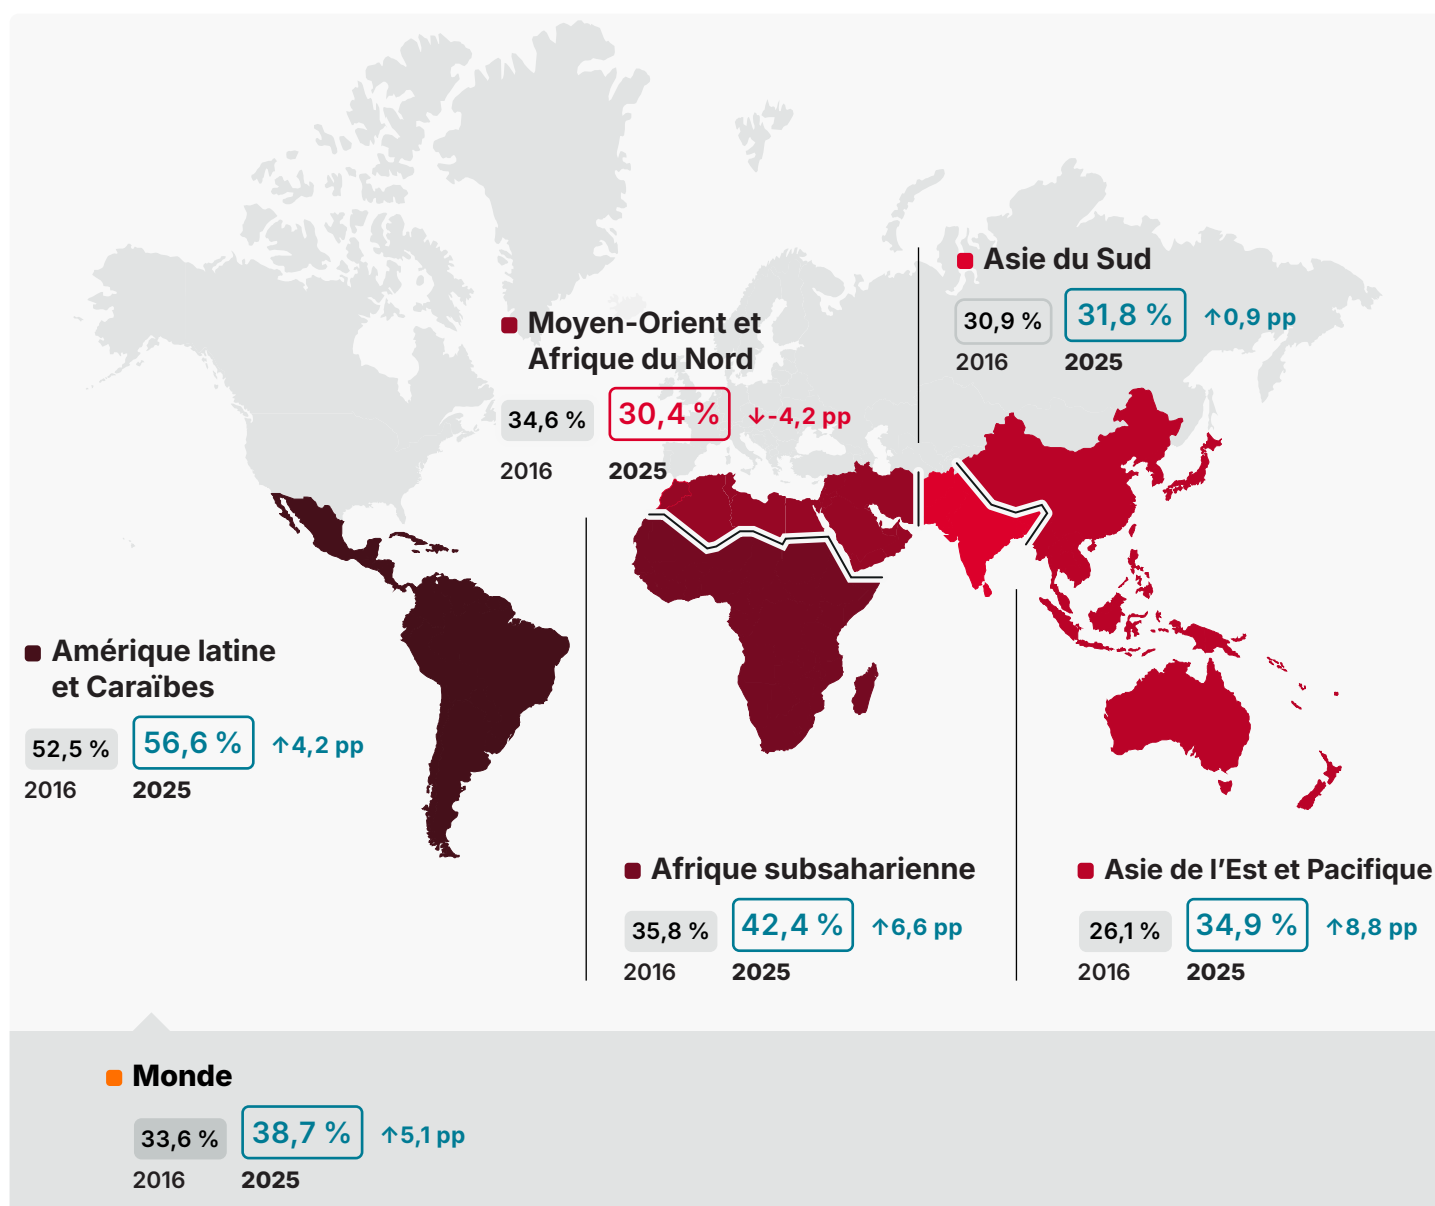 Asie du Sud
30,9 % 31,8 % ↑0,9 pp
2016 2025
Moyen-Orient et
Afrique du Nord
34,6 % 30,4 % ↓-4,2 pp
2016 2025
Amérique latine
et Caraïbes
52,5 % 56,6 % ↑4,2 pp
2016 2025
Afrique subsaharienne
35,8 % 42,4 % ↑6,6 pp
2016 2025
Asie de l’Est et Pacifique
26,1 % 34,9 % ↑8,8 pp
2016 2025
Monde
33,6 % 38,7 % ↑5,1 pp
2016 2025